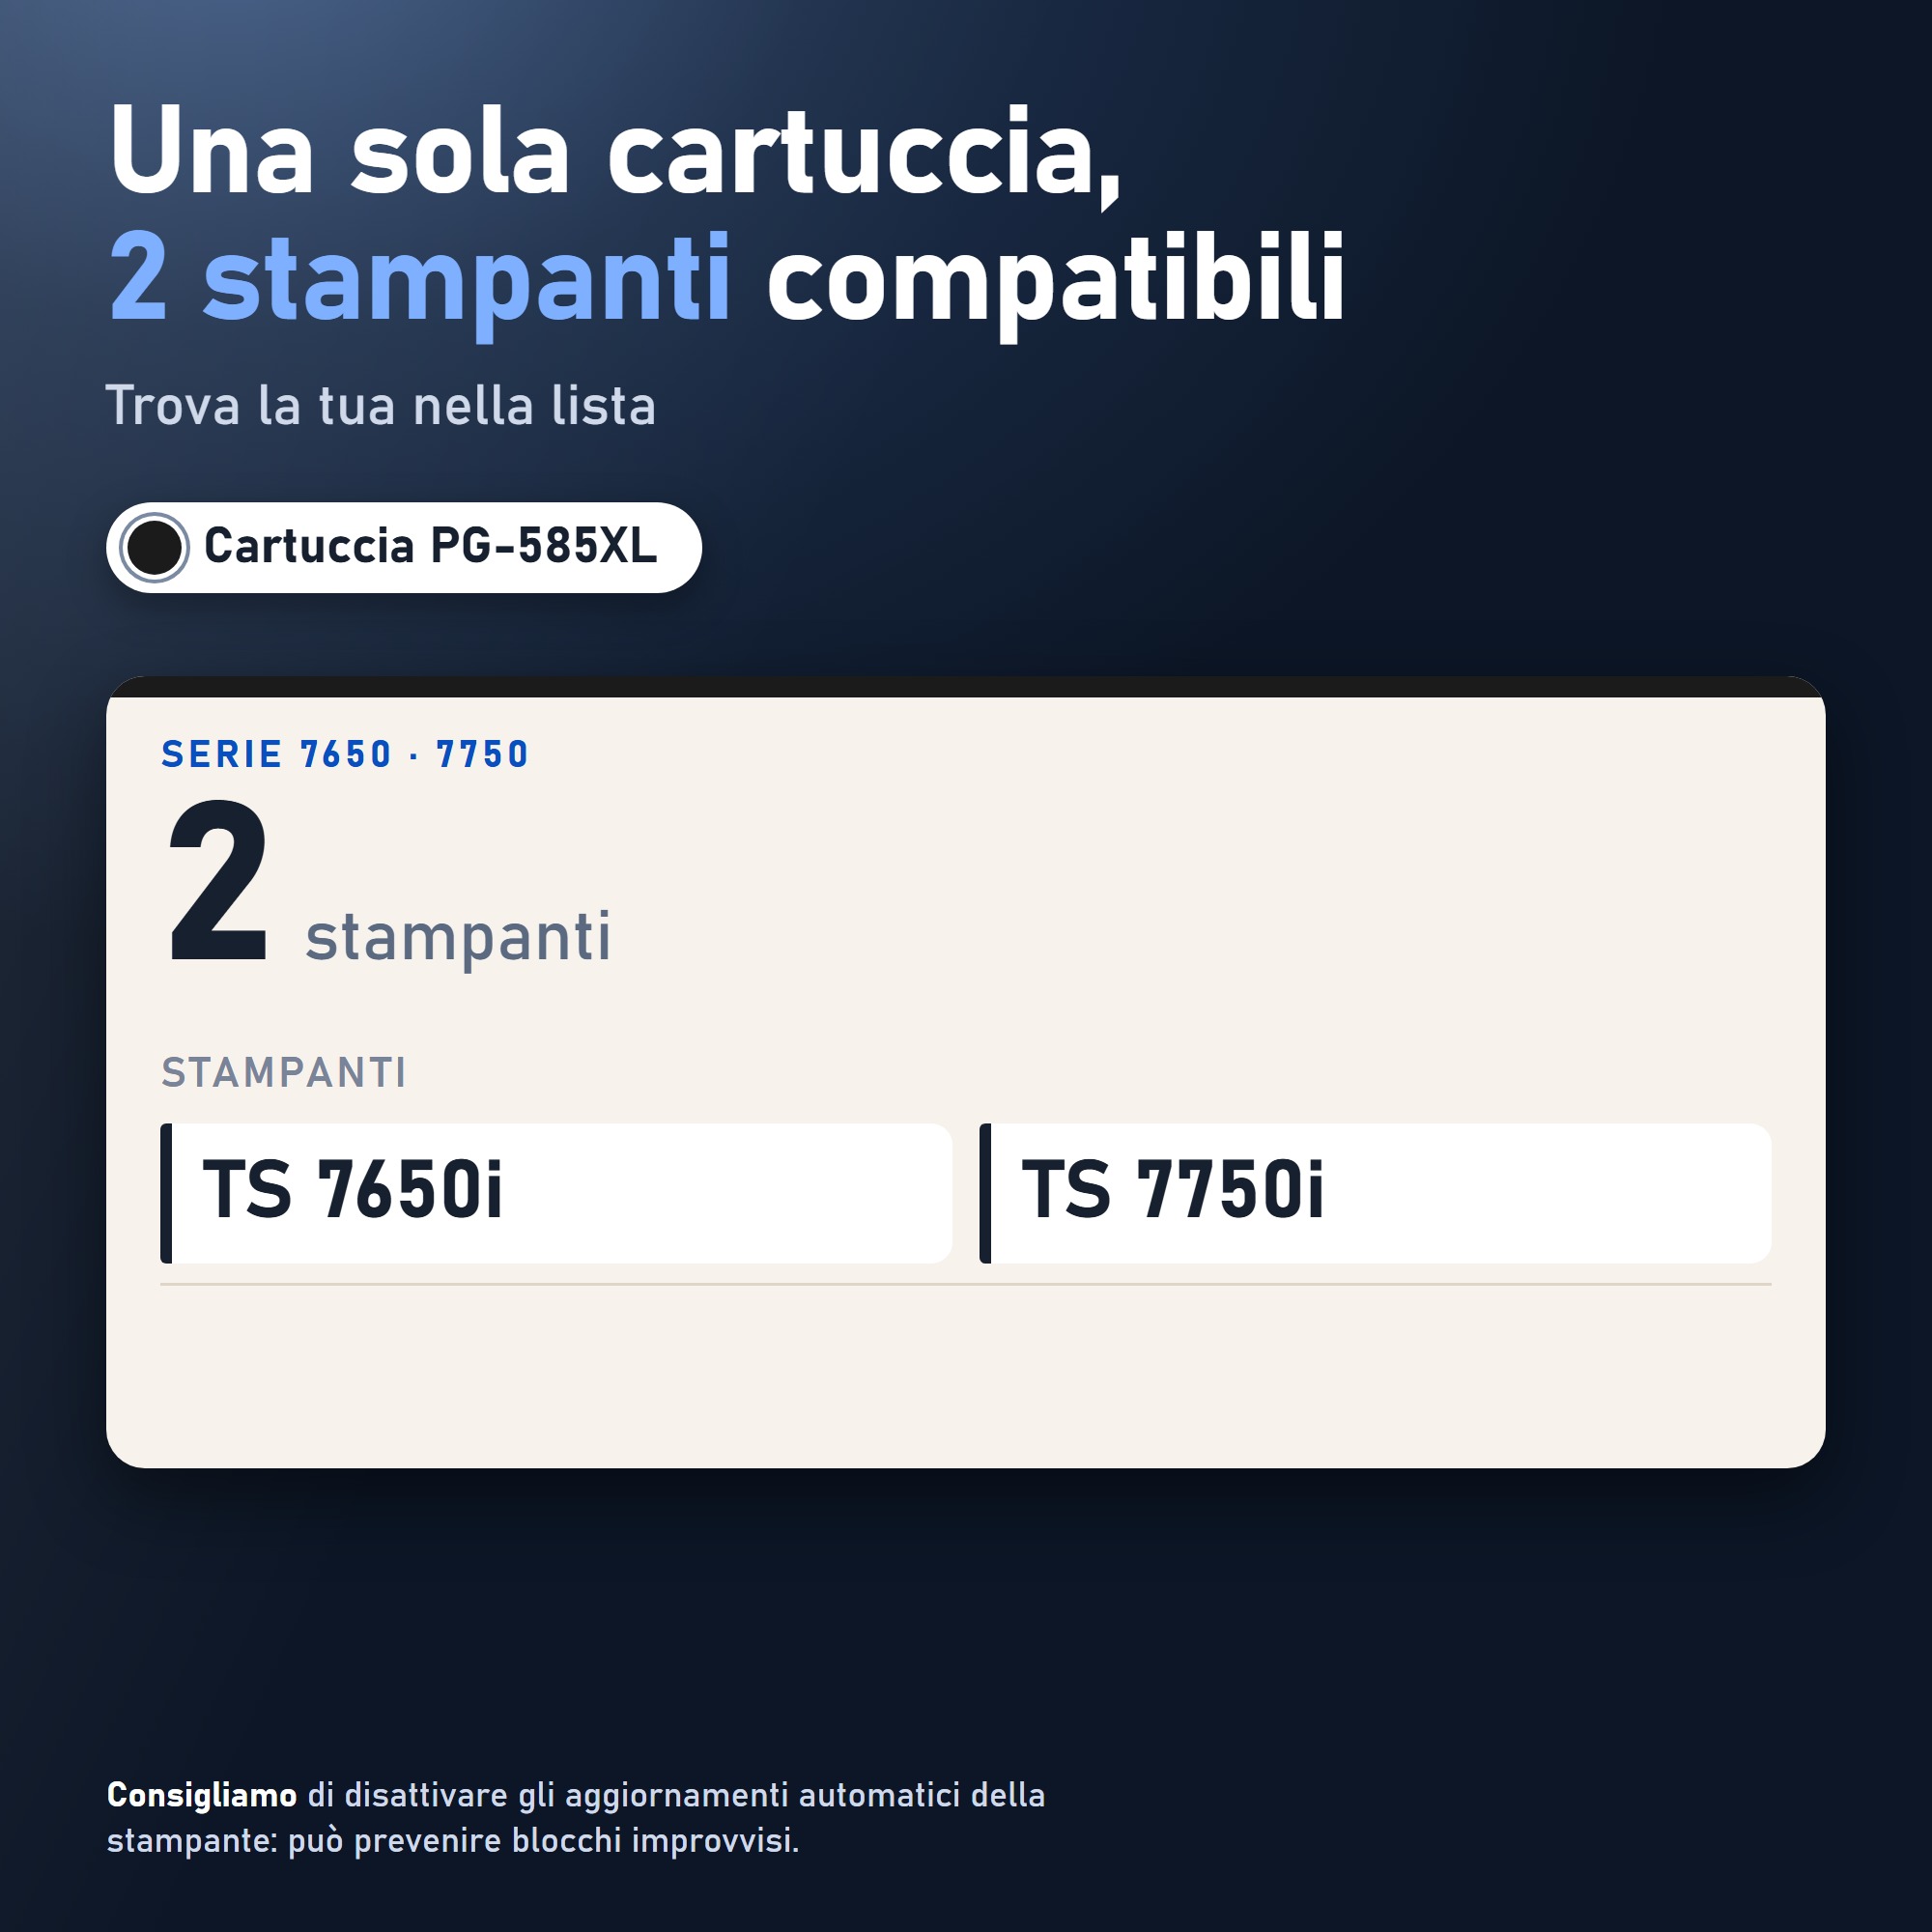 Una sola cartuccia,
2 stampanti compatibili
Trova la tua nella lista
Cartuccia PG-585XL
SERIE 7650 · 7750
2 stampanti
STAMPANTI
TS 7650i
TS 7750i
Consigliamo di disattivare gli aggiornamenti automatici della
stampante: può prevenire blocchi improvvisi.